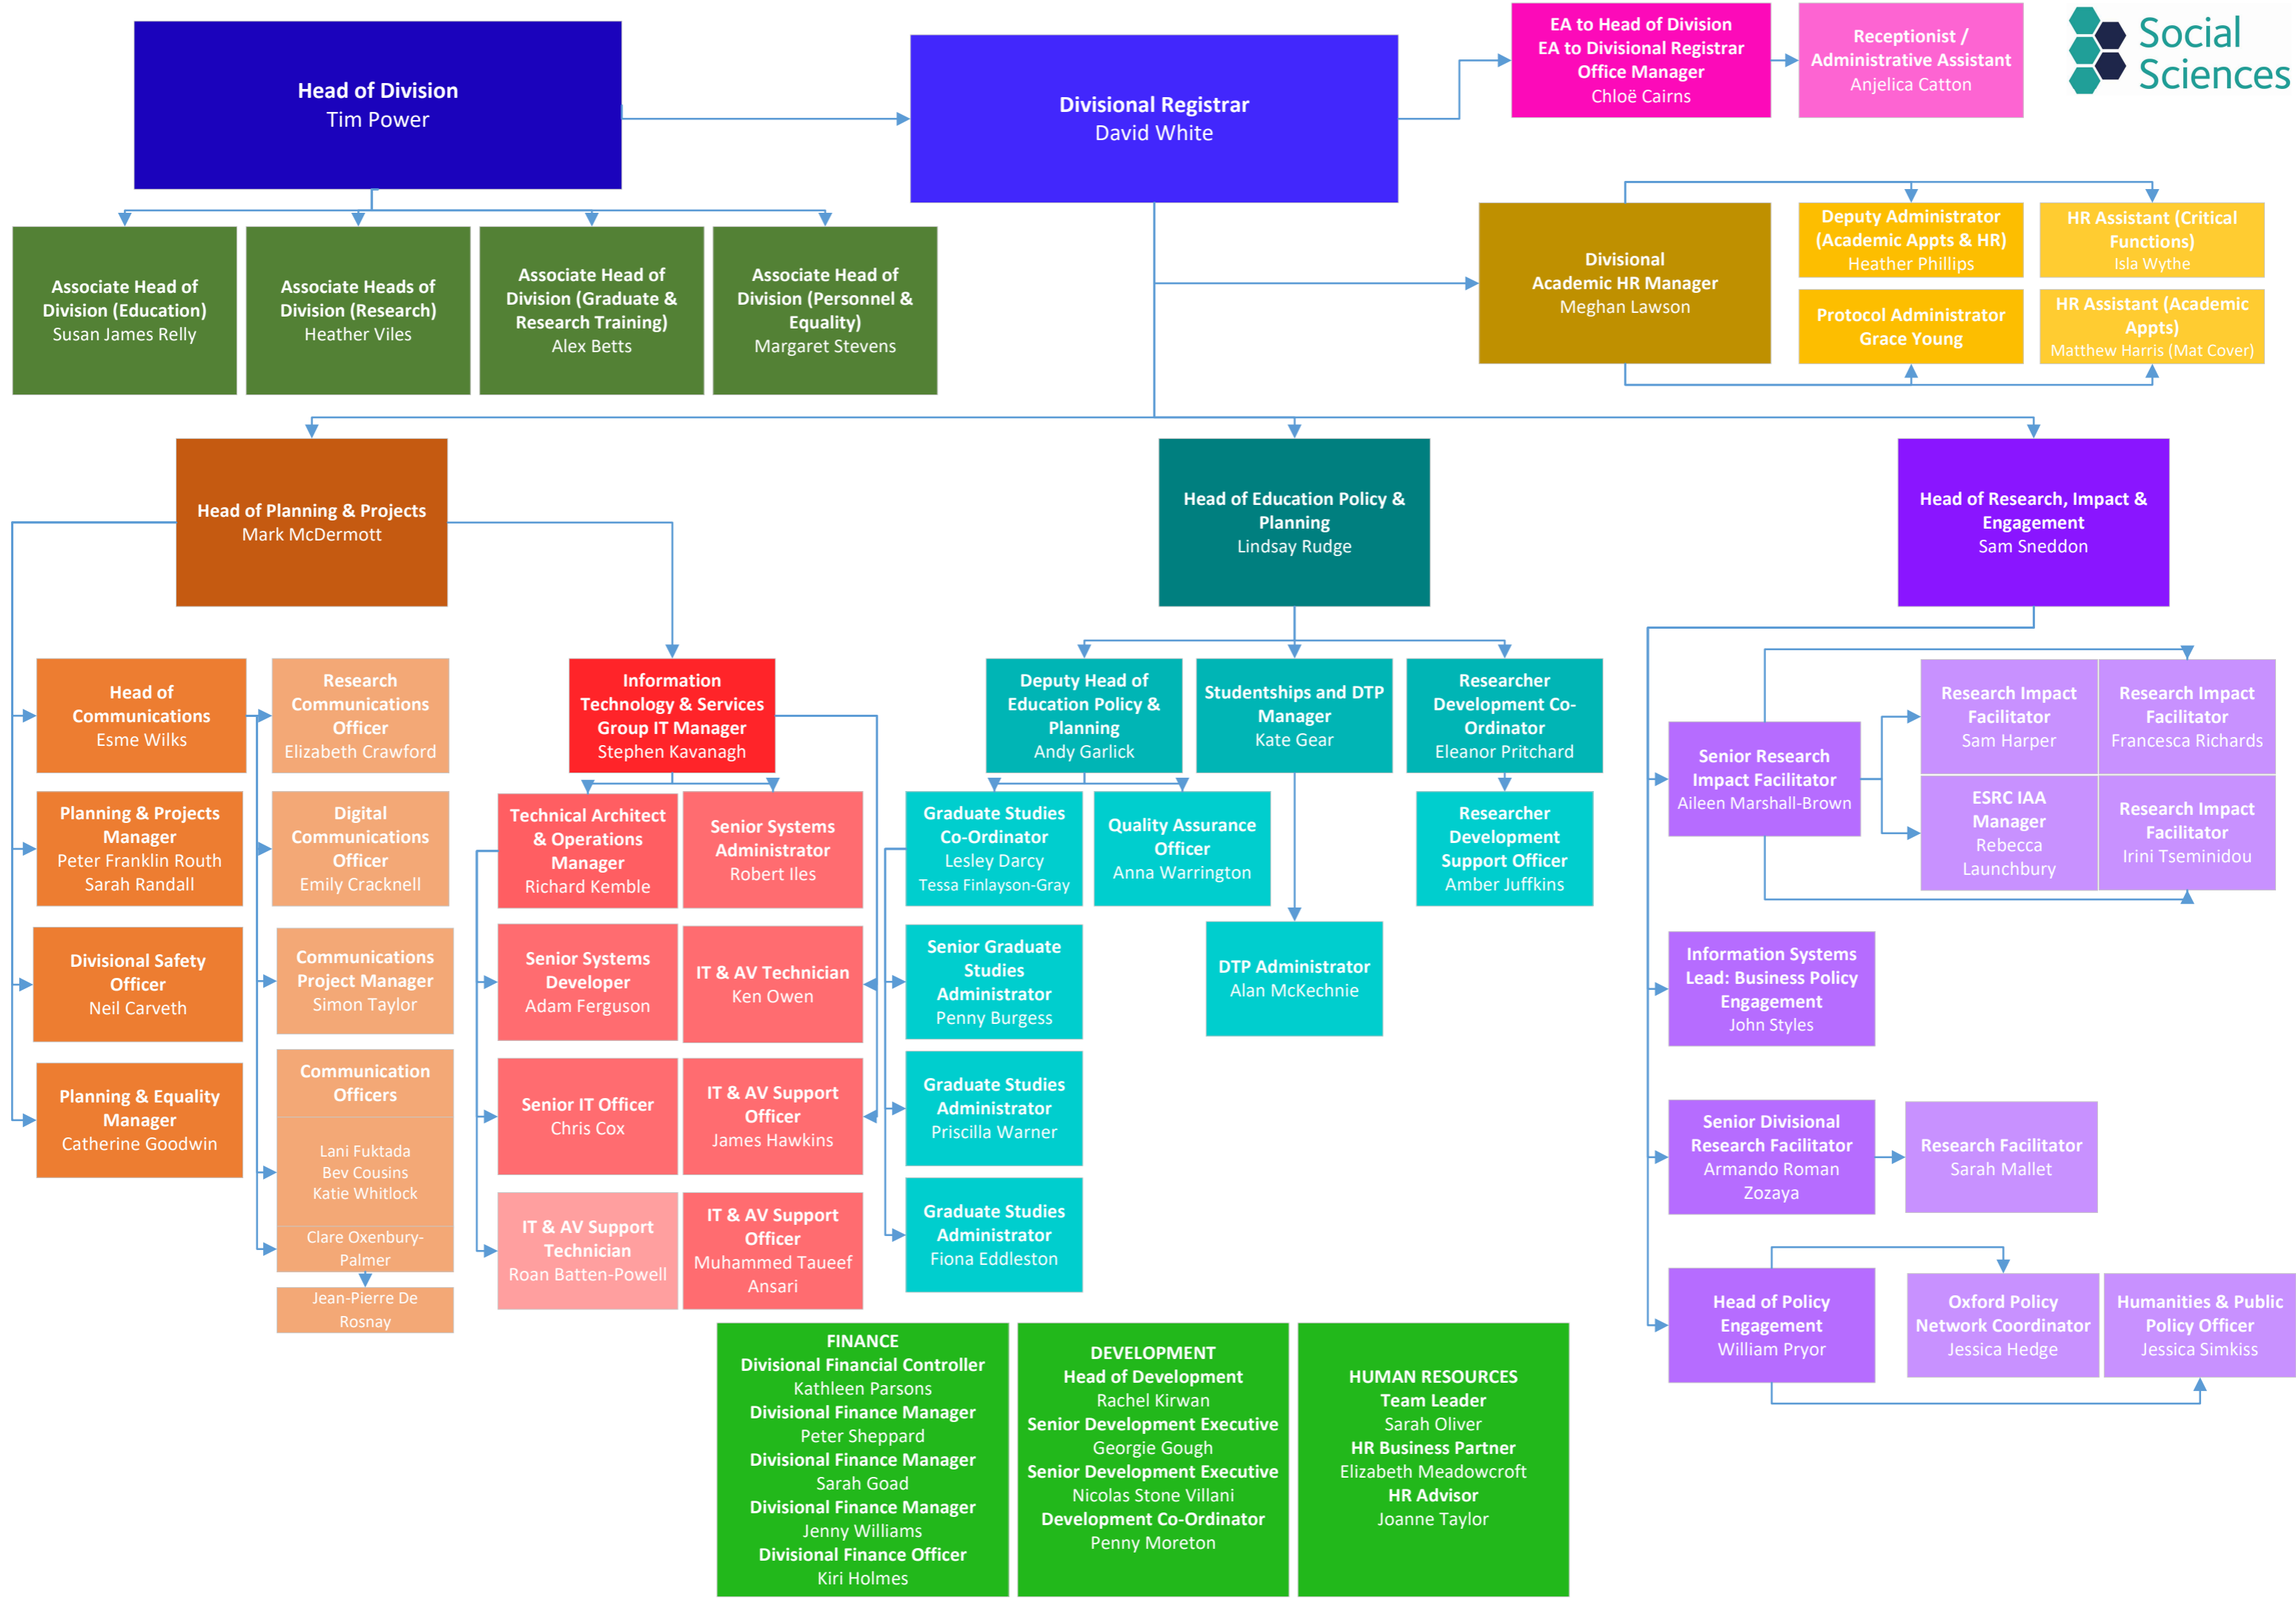 Head of Division
Tim Power
Divisional Registrar
David White
EA to Head of Division
EA to Divisional Registrar
Office Manager
Chloë Cairns
Receptionist /
Administrative Assistant
Anjelica Catton
Social
Sciences
Associate Head of
Division (Education)
Susan James Relly
Associate Heads of
Division (Research)
Heather Viles
Associate Head of
Division (Graduate &
Research Training)
Alex Betts
Associate Head of
Division (Personnel &
Equality)
Margaret Stevens
Divisional
Academic HR Manager
Meghan Lawson
Deputy Administrator
(Academic Appts & HR)
Heather Phillips
HR Assistant (Critical
Functions)
Isla Wythe
Protocol Administrator
Grace Young
HR Assistant (Academic
Appts)
Matthew Harris (Mat Cover)
Head of Planning & Projects
Mark McDermott
Head of Education Policy &
Planning
Lindsay Rudge
Head of Research, Impact &
Engagement
Sam Sneddon
Head of
Communications
Esme Wilks
Planning & Projects
Manager
Peter Franklin Routh
Sarah Randall
Divisional Safety
Officer
Neil Carveth
Planning & Equality
Manager
Catherine Goodwin
Research
Communications
Officer
Elizabeth Crawford
Digital
Communications
Officer
Emily Cracknell
Communications
Project Manager
Simon Taylor
Communication
Officers
Lani Fuktada
Bev Cousins
Katie Whitlock
Clare Oxenbury-
Palmer
Jean-Pierre De
Rosnay
Information
Technology & Services
Group IT Manager
Stephen Kavanagh
Technical Architect
& Operations
Manager
Richard Kemble
Senior Systems
Administrator
Robert Iles
Senior Systems
Developer
Adam Ferguson
IT & AV Technician
Ken Owen
Senior IT Officer
Chris Cox
IT & AV Support
Officer
James Hawkins
IT & AV Support
Technician
Roan Batten-Powell
IT & AV Support
Officer
Muhammed Taueef
Ansari
Deputy Head of
Education Policy &
Planning
Andy Garlick
Studentships and DTP
Manager
Kate Gear
Researcher
Development Co-
Ordinator
Eleanor Pritchard
Graduate Studies
Co-Ordinator
Lesley Darcy
Tessa Finlayson-Gray
Quality Assurance
Officer
Anna Warrington
Researcher
Development
Support Officer
Amber Juffkins
Senior Graduate
Studies
Administrator
Penny Burgess
DTP Administrator
Alan McKechnie
Graduate Studies
Administrator
Priscilla Warner
Graduate Studies
Administrator
Fiona Eddleston
Senior Research
Impact Facilitator
Aileen Marshall-Brown
Research Impact
Facilitator
Sam Harper
Research Impact
Facilitator
Francesca Richards
ESRC IAA
Manager
Rebecca
Launchbury
Research Impact
Facilitator
Irini Tseminidou
Information Systems
Lead: Business Policy
Engagement
John Styles
Senior Divisional
Research Facilitator
Armando Roman
Zozaya
Research Facilitator
Sarah Mallet
Head of Policy
Engagement
William Pryor
Oxford Policy
Network Coordinator
Jessica Hedge
Humanities & Public
Policy Officer
Jessica Simkiss
FINANCE
Divisional Financial Controller
Kathleen Parsons
Divisional Finance Manager
Peter Sheppard
Divisional Finance Manager
Sarah Goad
Divisional Finance Manager
Jenny Williams
Divisional Finance Officer
Kiri Holmes
DEVELOPMENT
Head of Development
Rachel Kirwan
Senior Development Executive
Georgie Gough
Senior Development Executive
Nicolas Stone Villani
Development Co-Ordinator
Penny Moreton
HUMAN RESOURCES
Team Leader
Sarah Oliver
HR Business Partner
Elizabeth Meadowcroft
HR Advisor
Joanne Taylor